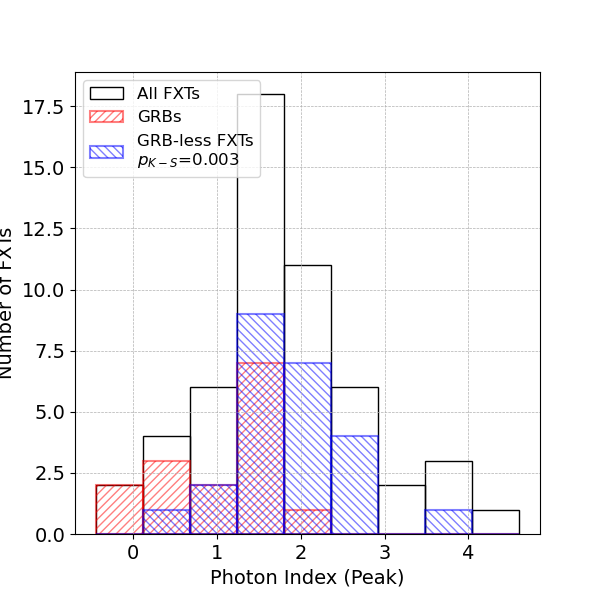 All FXTs
GRBs
GRB-less FXTs
p_{K-S}=0.003
17.5
15.0
12.5
10.0
7.5
5.0
2.5
0.0
Number of FXTs
0 1 2 3 4
Photon Index (Peak)